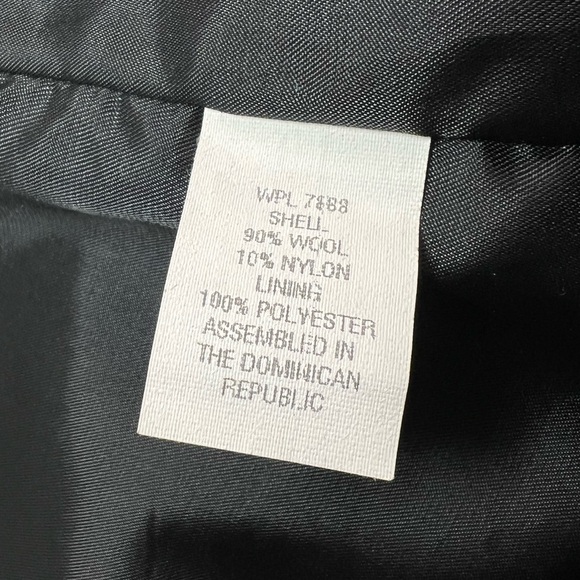 WPL 7888
SHELL
90% WOOL
10% NYLON
LINING
100% POLYESTER
ASSEMBLED IN
THE DOMINICAN
REPUBLIC